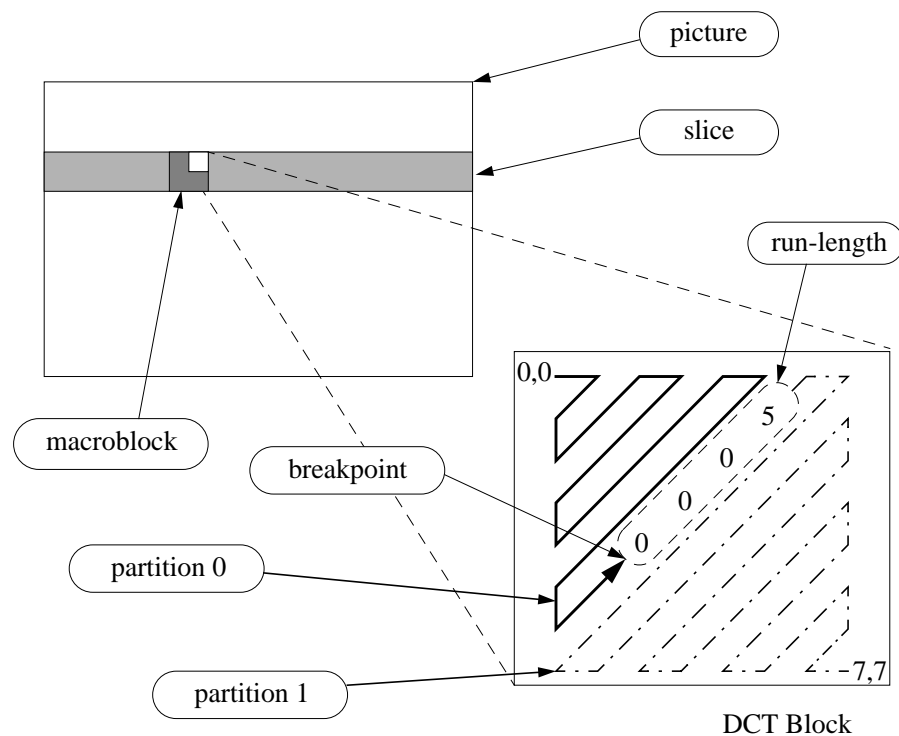 picture
slice
run-length
0,0
5
macroblock
0
breakpoint
0
0
partition 0
7,7
partition 1
DCT Block